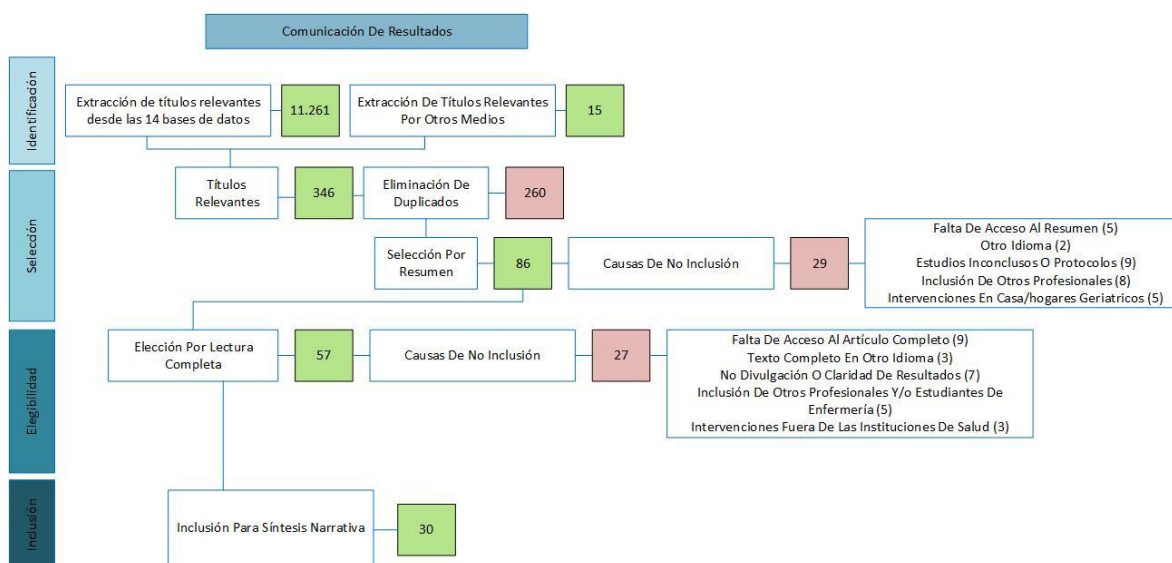 Comunicación De Resultados
Identificación
Extracción de títulos relevantes
desde las 14 bases de datos
11.261
Extracción De Títulos Relevantes
Por Otros Medios
15
Selección
Títulos
Relevantes
346
Eliminación De
Duplicados
260
Selección Por
Resumen
86
Causas De No Inclusión
29
Falta De Acceso Al Resumen (5)
Otro Idioma (2)
Estudios Inconclusos O Protocolos (9)
Inclusión De Otros Profesionales (8)
Intervenciones En Casa/hogares Geriatricos (5)
Elegibilidad
Elección Por Lectura
Completa
57
Causas De No Inclusión
27
Falta De Acceso Al Artículo Completo (9)
Texto Completo En Otro Idioma (3)
No Divulgación O Claridad De Resultados (7)
Inclusión De Otros Profesionales Y/o Estudiantes De
Enfermería (5)
Intervenciones Fuera De Las Instituciones De Salud (3)
Inclusión
Inclusión Para Síntesis Narrativa
30